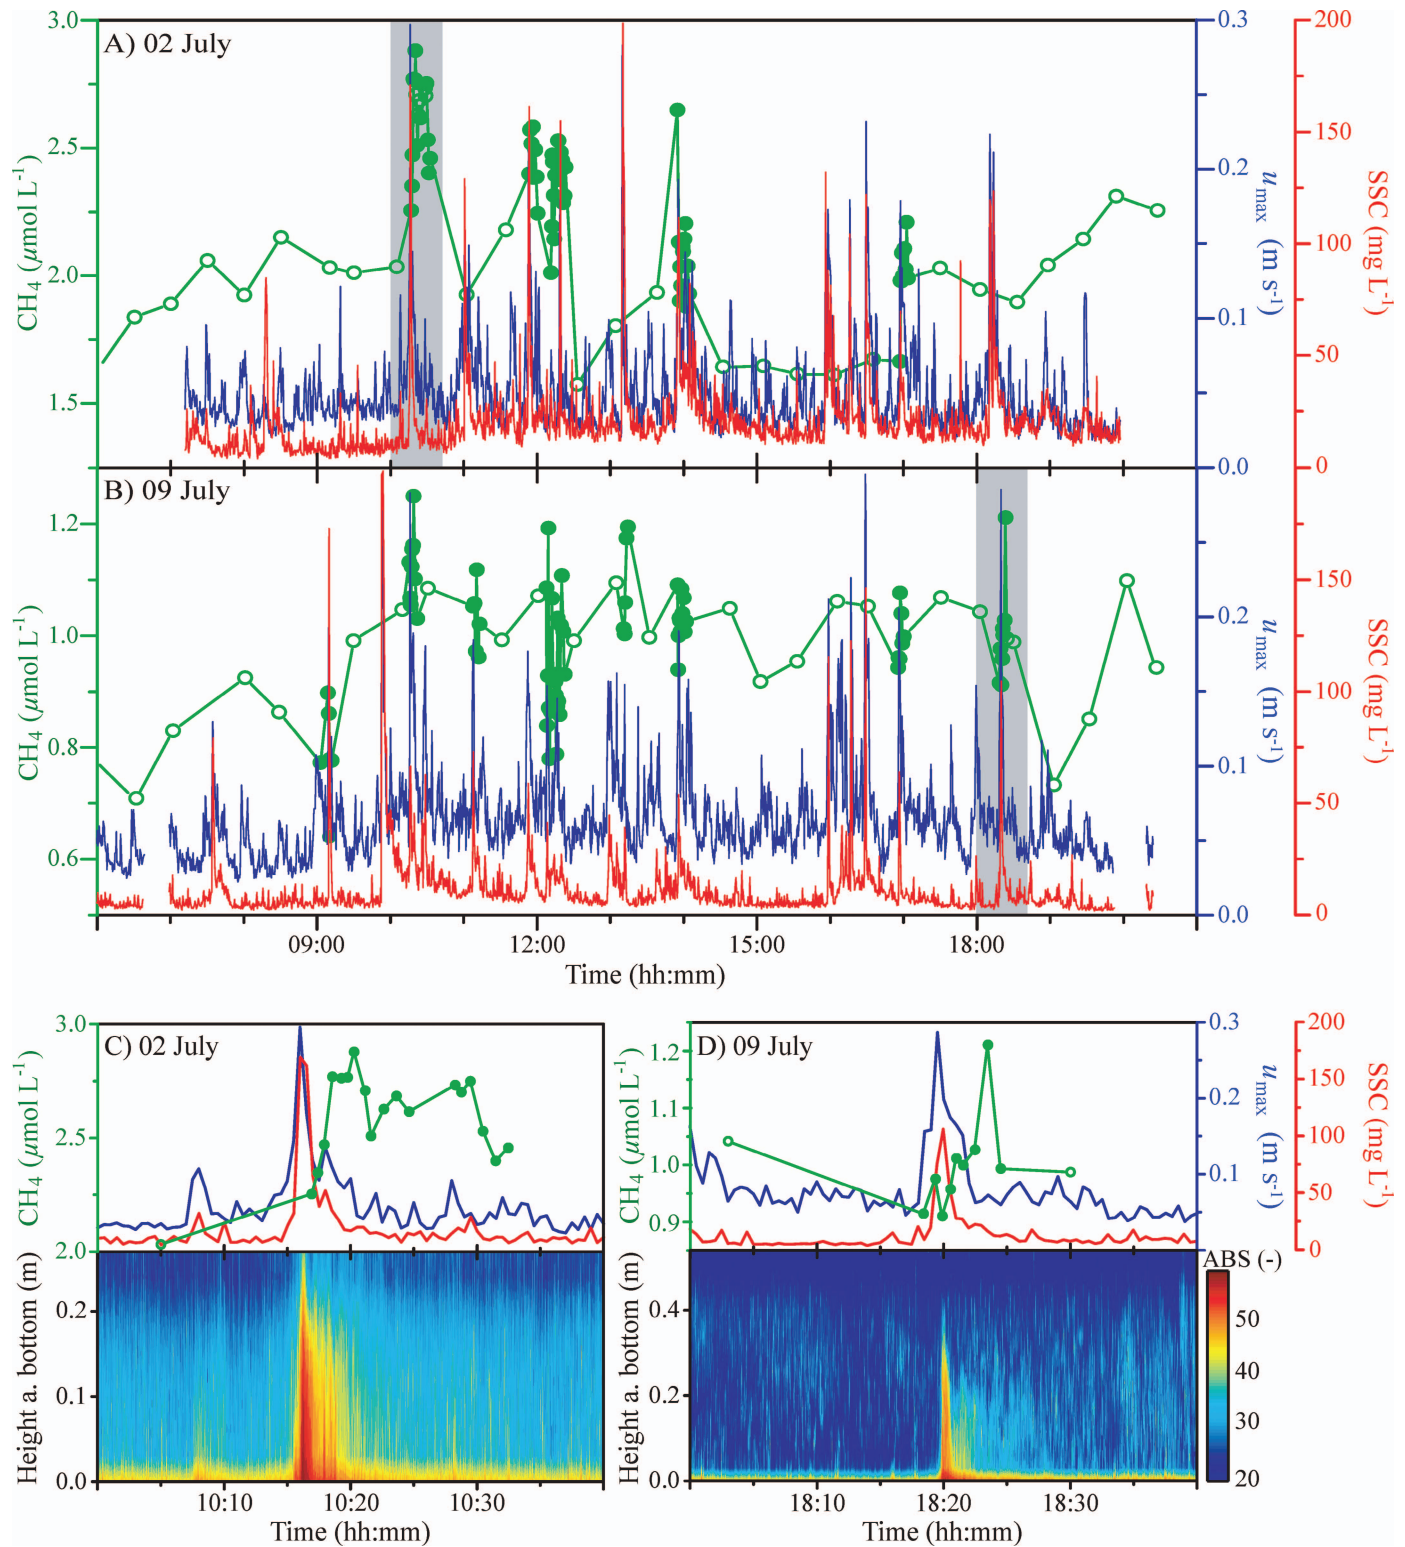 A) 02 July
3.0
2.5
2.0
1.5
CH₄ (µmol L⁻¹)
0.3
0.2
0.1
0.0
u_max (m s⁻¹)
200
150
100
50
0
SSC (mg L⁻¹)
B) 09 July
1.2
1.0
0.8
0.6
CH₄ (µmol L⁻¹)
0.2
0.1
0.0
u_max (m s⁻¹)
150
100
50
0
SSC (mg L⁻¹)
09:00 12:00 15:00 18:00
Time (hh:mm)
C) 02 July
3.0
2.5
2.0
CH₄ (µmol L⁻¹)
D) 09 July
1.2
1.1
1.0
0.9
CH₄ (µmol L⁻¹)
0.3
0.2
0.1
u_max (m s⁻¹)
200
150
100
50
0
SSC (mg L⁻¹)
0.2
0.1
0.0
Height a. bottom (m)
10:10 10:20 10:30
Time (hh:mm)
0.4
0.2
0.0
Height a. bottom (m)
18:10 18:20 18:30
Time (hh:mm)
ABS (-)
50
40
30
20